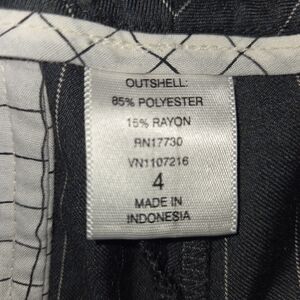 OUTSHELL:
85% POLYESTER
15% RAYON
RN17730
VN1107216
4
MADE IN
INDONESIA